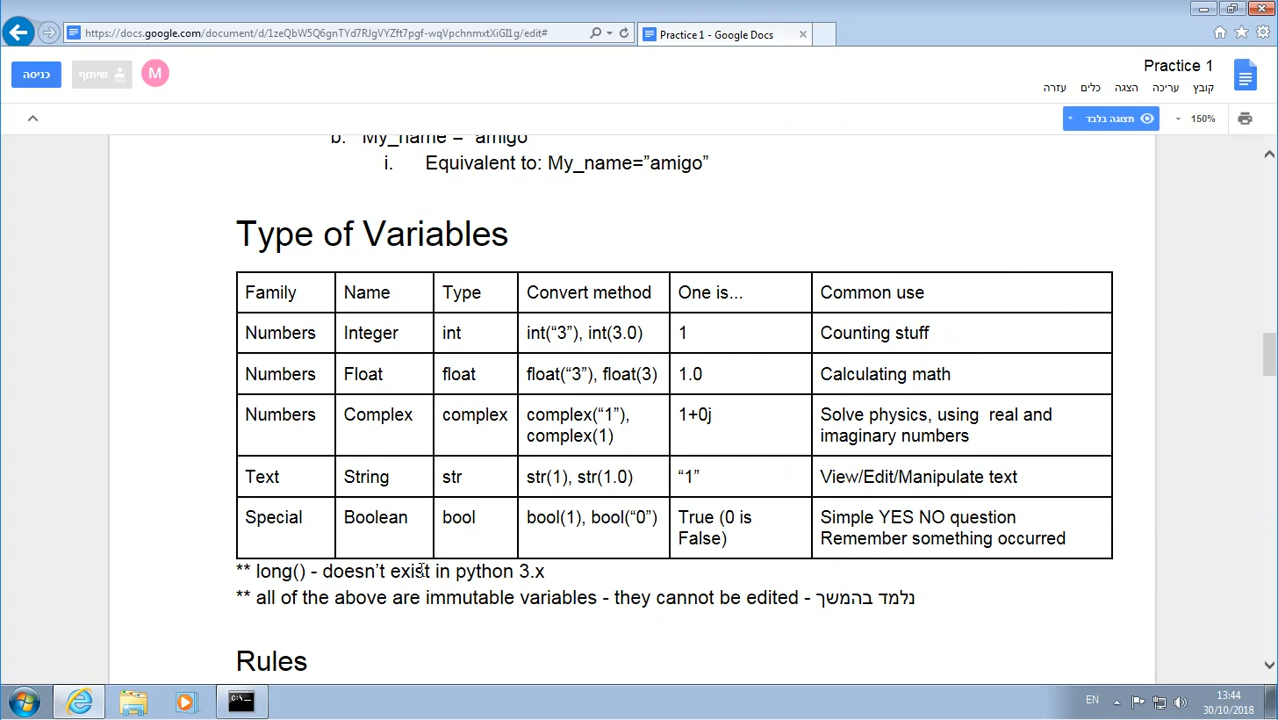 https://docs.google.com/document/d/1zeQbW5Q6gnTYd7RJgVYZft7pgf-wqVpchnmxtXiGI1g/edit#
Practice 1 - Google Docs
כניסה
שיתוף
M
Practice 1
קובץ עריכה הצגה כלים עזרה
תצוגה בלבד
150%
b. My_name = "amigo"
i. Equivalent to: My_name=”amigo”
Type of Variables
Family Name Type Convert method One is... Common use
Numbers Integer int int(“3”), int(3.0) 1 Counting stuff
Numbers Float float float(“3”), float(3) 1.0 Calculating math
Numbers Complex complex complex(“1”), 1+0j Solve physics, using real and
complex(1) imaginary numbers
Text String str str(1), str(1.0) “1” View/Edit/Manipulate text
Special Boolean bool bool(1), bool(“0”) True (0 is Simple YES NO question
False) Remember something occurred
** long() - doesn’t exist in python 3.x
** all of the above are immutable variables - they cannot be edited - נלמד בהמשך
Rules
C:\
EN
13:44
30/10/2018